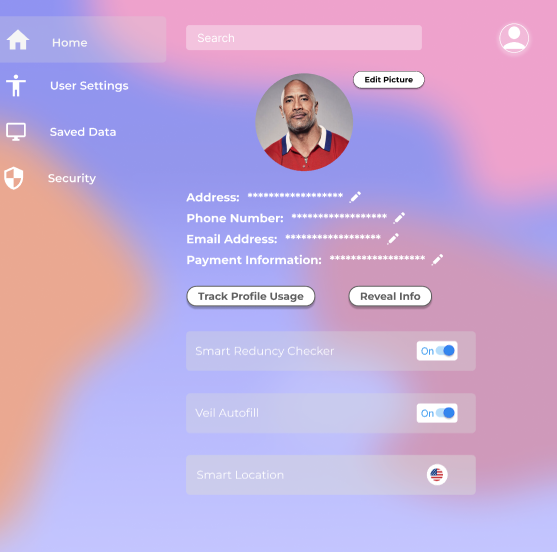 Home
Search
Edit Picture
User Settings
Saved Data
Security
Address: ******************
Phone Number: ******************
Email Address: ******************
Payment Information: ******************
Track Profile Usage
Reveal Info
Smart Reduncy Checker
On
Veil Autofill
On
Smart Location